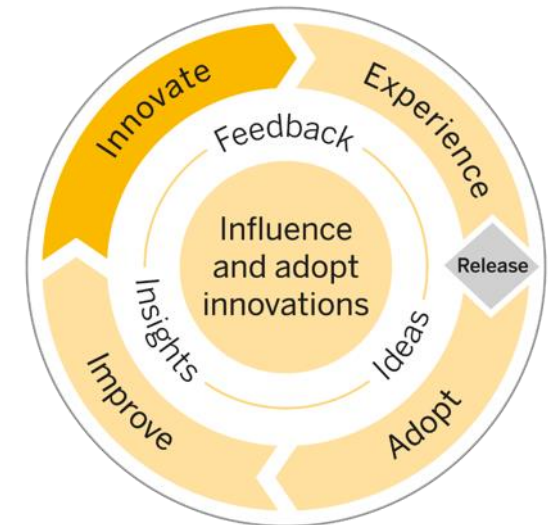 Innovate
Experience
Feedback
Influence
and adopt
innovations
Release
Insights
Ideas
Improve
Adopt